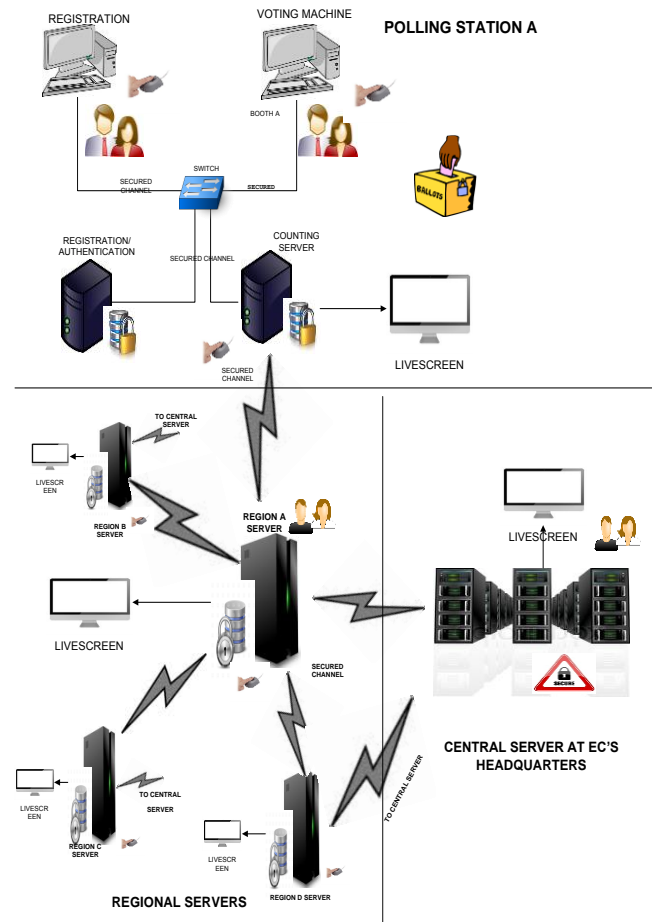 REGISTRATION
VOTING MACHINE
POLLING STATION A
BOOTH A
SWITCH
SECURED
CHANNEL
SECURED
BALLOTS
REGISTRATION/
AUTHENTICATION
SECURED CHANNEL
COUNTING
SERVER
LIVESCREEN
SECURED
CHANNEL
TO CENTRAL
SERVER
LIVESCR
EEN
REGION B
SERVER
REGION A
SERVER
LIVESCREEN
LIVESCREEN
SECURED
CHANNEL
SECURE
CENTRAL SERVER AT EC'S
HEADQUARTERS
TO CENTRAL SERVER
LIVESCR
EEN
TO CENTRAL
SERVER
REGION C
SERVER
LIVESCR
EEN
REGION D SERVER
REGIONAL SERVERS